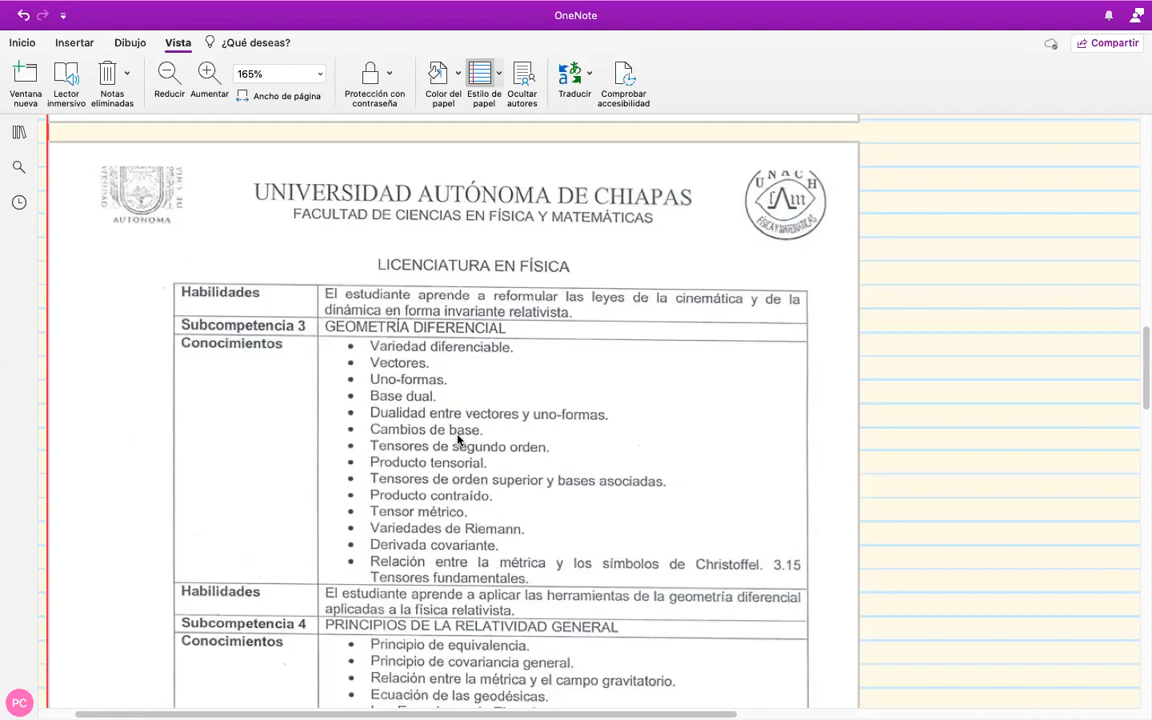 OneNote
Inicio Insertar Dibujo Vista ¿Qué deseas? Compartir
165%
Ancho de página
Ventana nueva
Lector inmersivo
Notas eliminadas
Reducir
Aumentar
Protección con contraseña
Color del papel
Estilo de papel
Ocultar autores
Traducir
Comprobar accesibilidad
AUTONOMA
UNIVERSIDAD AUTÓNOMA DE CHIAPAS
FACULTAD DE CIENCIAS EN FÍSICA Y MATEMÁTICAS
UNACH
FÍSICA Y MATEMÁTICAS
LICENCIATURA EN FÍSICA
Habilidades El estudiante aprende a reformular las leyes de la cinemática y de la
dinámica en forma invariante relativista.
Subcompetencia 3 GEOMETRÍA DIFERENCIAL
Conocimientos • Variedad diferenciable.
• Vectores.
• Uno-formas.
• Base dual.
• Dualidad entre vectores y uno-formas.
• Cambios de base.
• Tensores de segundo orden.
• Producto tensorial.
• Tensores de orden superior y bases asociadas.
• Producto contraído.
• Tensor métrico.
• Variedades de Riemann.
• Derivada covariante.
• Relación entre la métrica y los símbolos de Christoffel. 3.15
Tensores fundamentales.
Habilidades El estudiante aprende a aplicar las herramientas de la geometría diferencial
aplicadas a la física relativista.
Subcompetencia 4 PRINCIPIOS DE LA RELATIVIDAD GENERAL
Conocimientos • Principio de equivalencia.
• Principio de covariancia general.
• Relación entre la métrica y el campo gravitatorio.
• Ecuación de las geodésicas.
PC